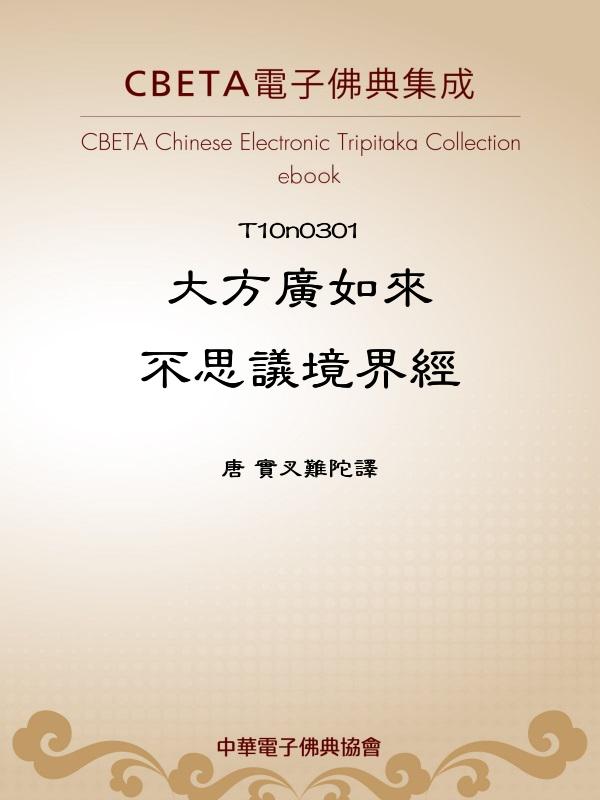 CBETA電子佛典集成
CBETA Chinese Electronic Tripitaka Collection
ebook
T10n0301
大方廣如來
不思議境界經
唐 實叉難陀譯
中華電子佛典協會